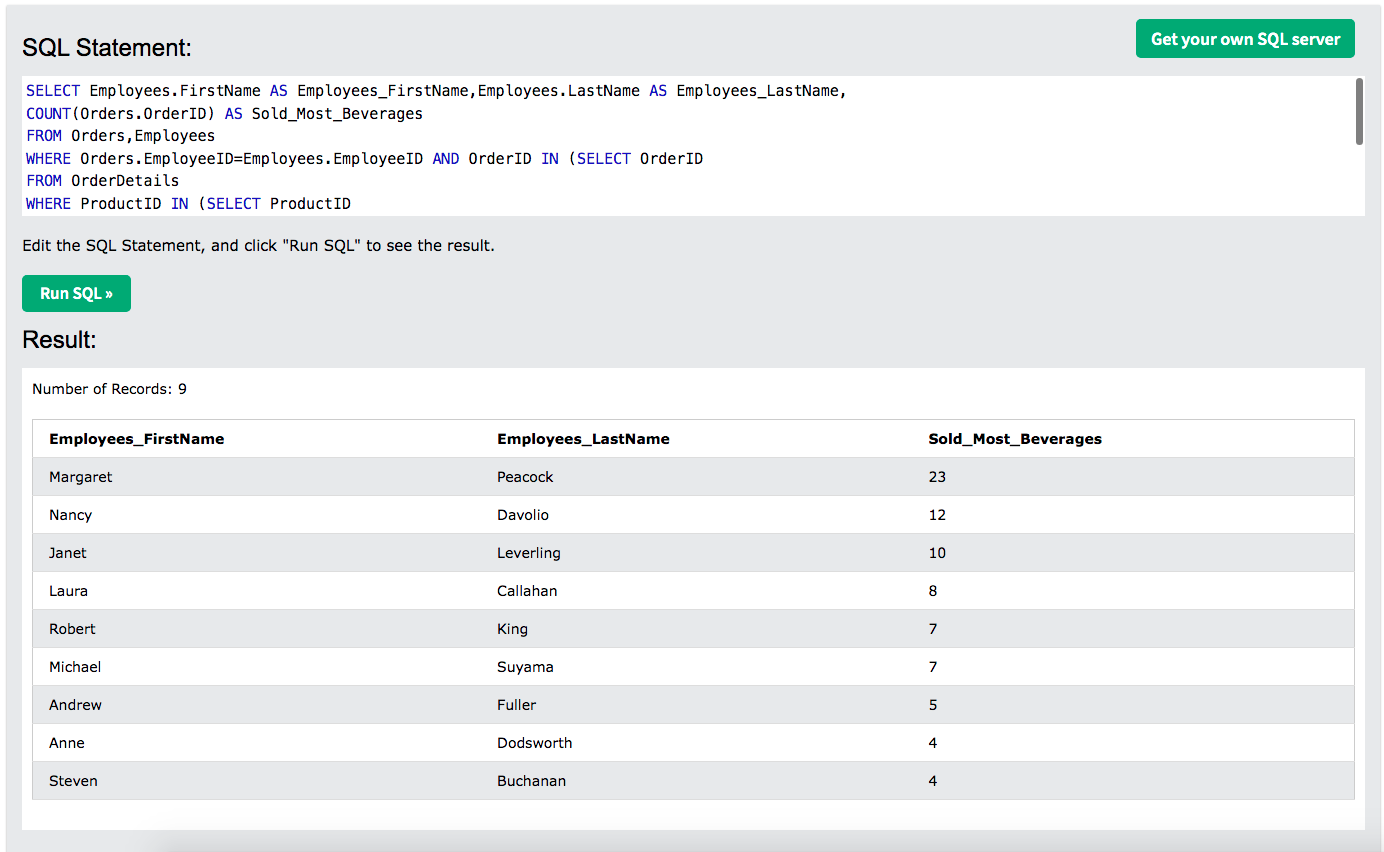 SQL Statement:
Get your own SQL server
SELECT Employees.FirstName AS Employees_FirstName,Employees.LastName AS Employees_LastName,
COUNT(Orders.OrderID) AS Sold_Most_Beverages
FROM Orders,Employees
WHERE Orders.EmployeeID=Employees.EmployeeID AND OrderID IN (SELECT OrderID
FROM OrderDetails
WHERE ProductID IN (SELECT ProductID
Edit the SQL Statement, and click "Run SQL" to see the result.
Run SQL »
Result:
Number of Records: 9
Employees_FirstName Employees_LastName Sold_Most_Beverages
Margaret Peacock 23
Nancy Davolio 12
Janet Leverling 10
Laura Callahan 8
Robert King 7
Michael Suyama 7
Andrew Fuller 5
Anne Dodsworth 4
Steven Buchanan 4